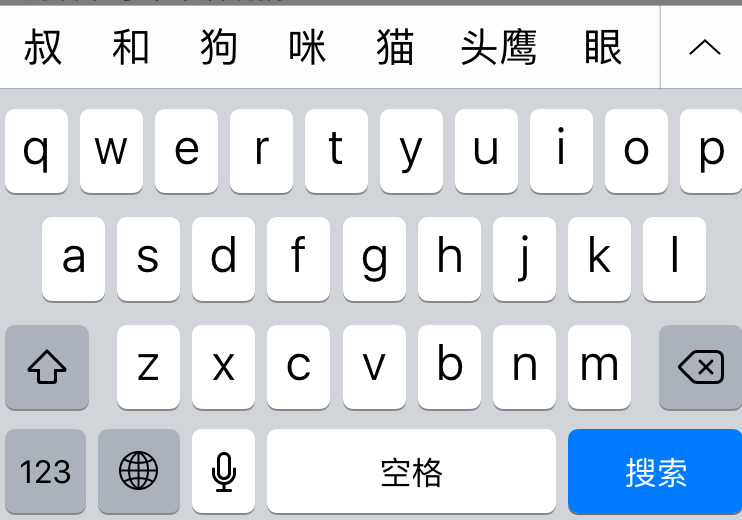 叔 和 狗 咪 猫 头鹰 眼
q w e r t y u i o p
a s d f g h j k l
z x c v b n m
123 空格 搜索